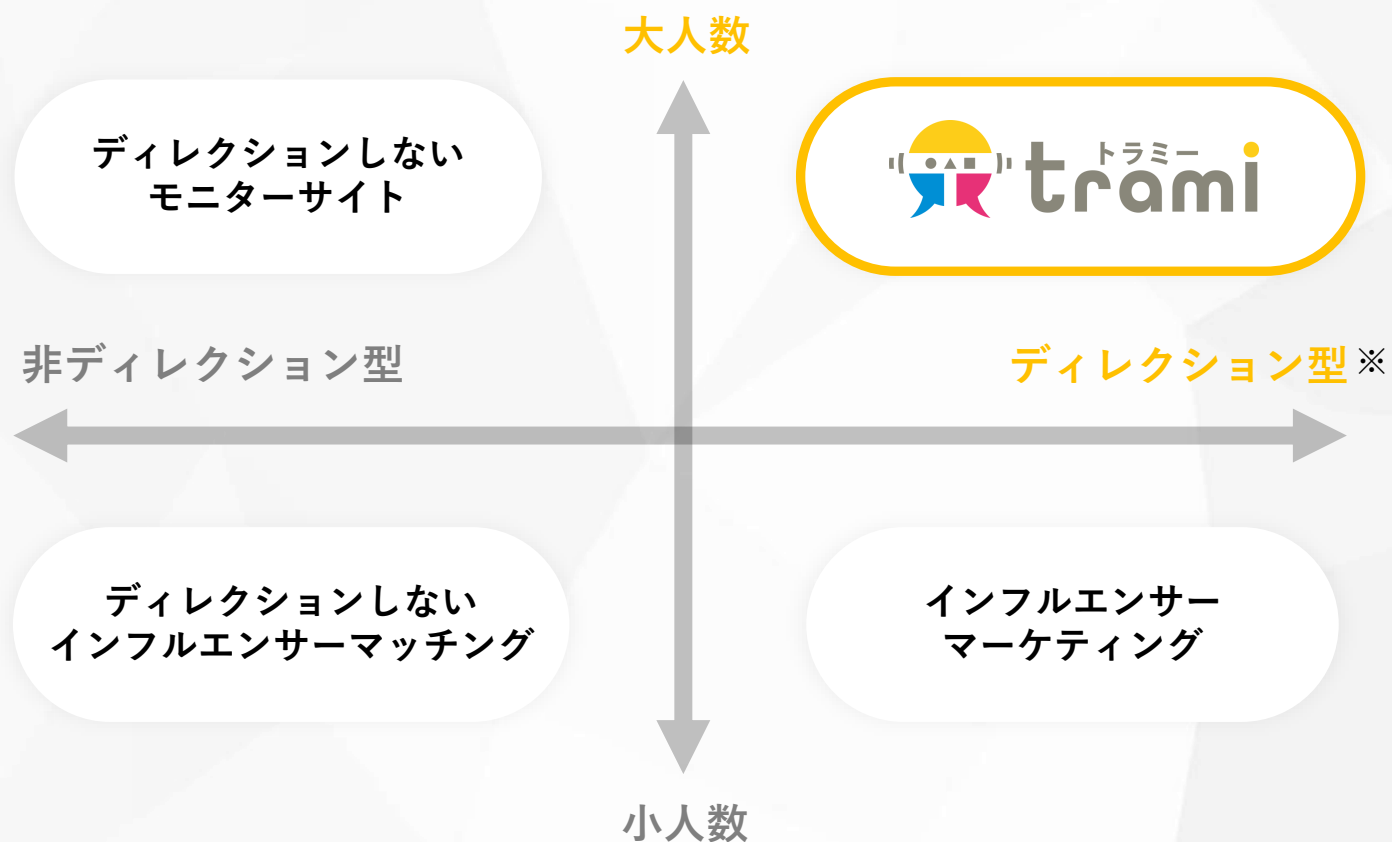 大人数
ディレクションしない
モニターサイト
トラミー
trami
非ディレクション型
ディレクション型※
ディレクションしない
インフルエンサーマッチング
インフルエンサー
マーケティング
小人数